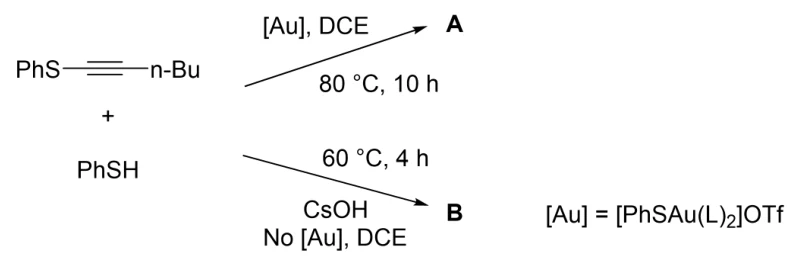 [Au], DCE
A
80 °C, 10 h
PhS
n-Bu
+
PhSH
60 °C, 4 h
CsOH
B
No [Au], DCE
[Au] = [PhSAu(L)2]OTf